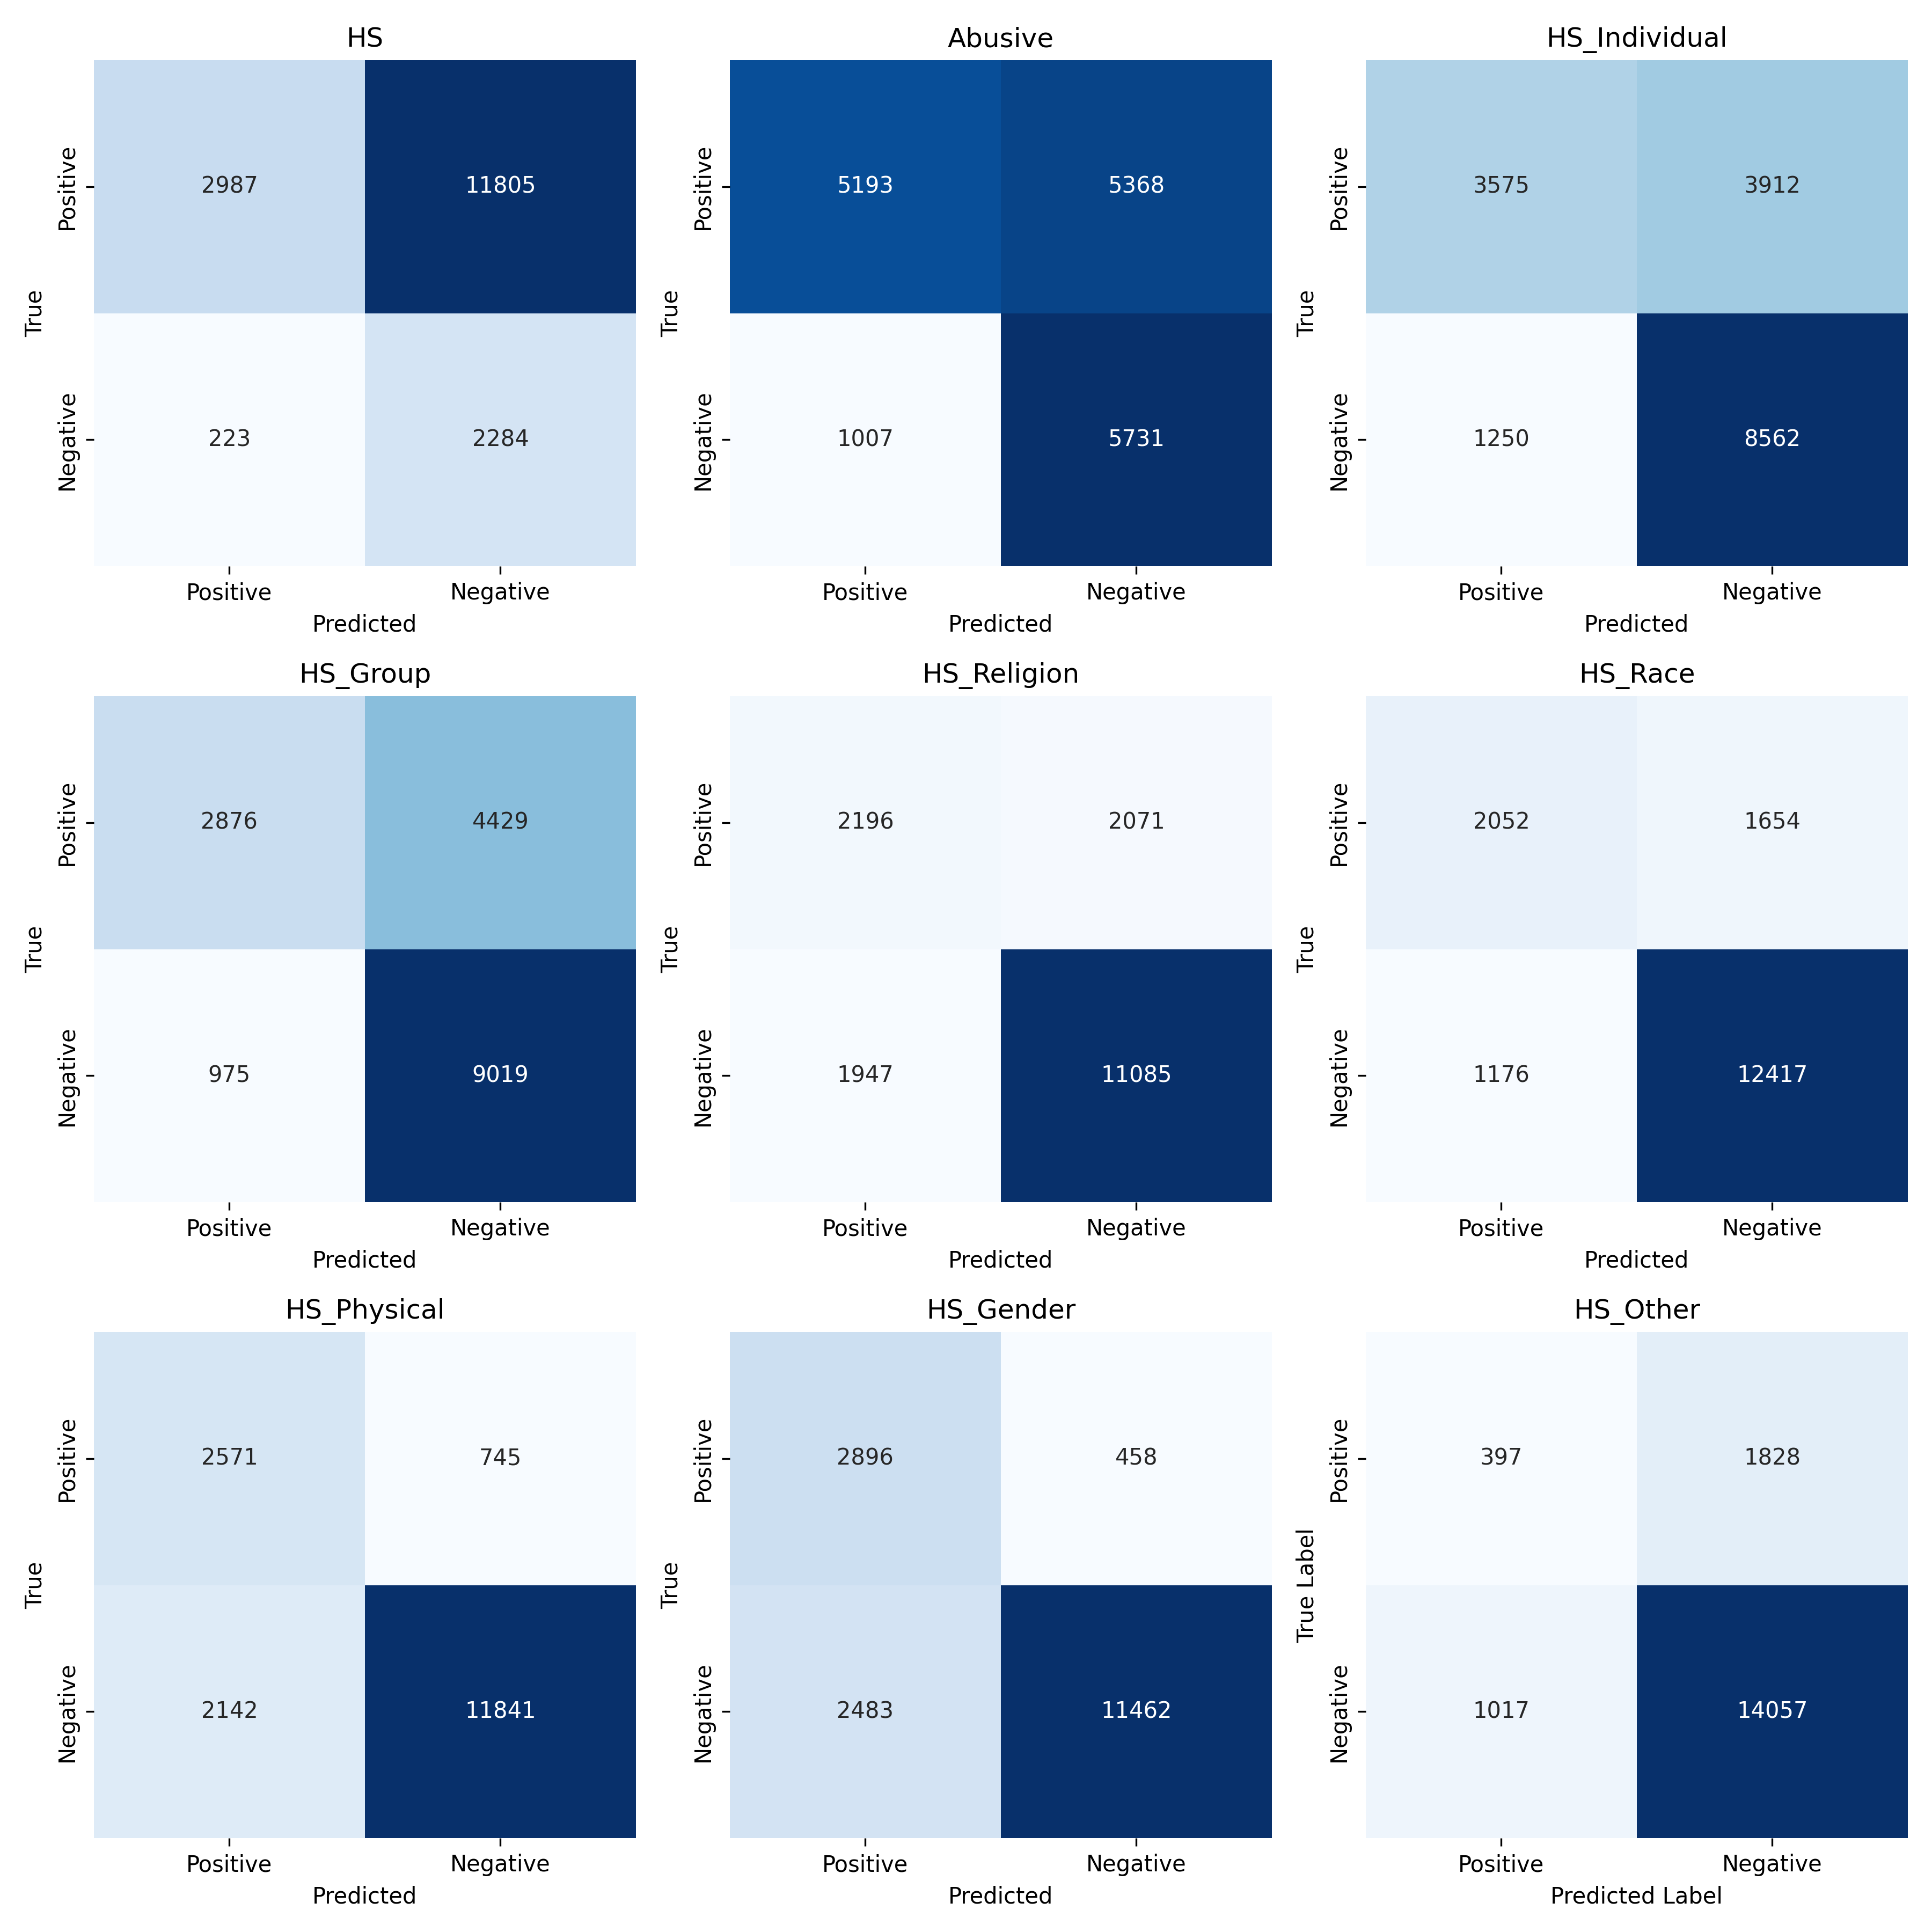 HS
Abusive
HS_Individual
True
Positive
2987
11805
Negative
223
2284
Positive
Negative
Predicted
True
Positive
5193
5368
Negative
1007
5731
Positive
Negative
Predicted
True
Positive
3575
3912
Negative
1250
8562
Positive
Negative
Predicted
HS_Group
HS_Religion
HS_Race
True
Positive
2876
4429
Negative
975
9019
Positive
Negative
Predicted
True
Positive
2196
2071
Negative
1947
11085
Positive
Negative
Predicted
True
Positive
2052
1654
Negative
1176
12417
Positive
Negative
Predicted
HS_Physical
HS_Gender
HS_Other
True
Positive
2571
745
Negative
2142
11841
Positive
Negative
Predicted
True
Positive
2896
458
Negative
2483
11462
Positive
Negative
Predicted
True Label
Positive
397
1828
Negative
1017
14057
Positive
Negative
Predicted Label